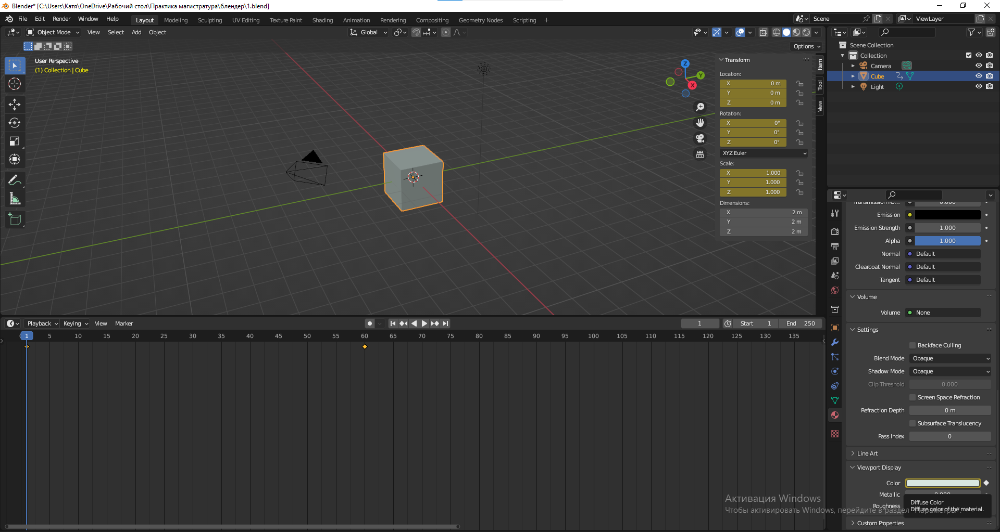 Blender* [C:\Users\Катя\OneDrive\Рабочий стол\Практика магистратура\блендер\1.blend]
File Edit Render Window Help Layout Modeling Sculpting UV Editing Texture Paint Shading Animation Rendering Compositing Geometry Nodes Scripting + Scene ViewLayer
Object Mode View Select Add Object Global
Options
User Perspective
(1) Collection | Cube
Z
Y
X
Transform
Location:
X 0 m
Y 0 m
Z 0 m
Rotation:
X 0°
Y 0°
Z 0°
XYZ Euler
Scale:
X 1.000
Y 1.000
Z 1.000
Dimensions:
X 2 m
Y 2 m
Z 2 m
Item
Tool
View
Scene Collection
Collection
Camera
Cube
Light
Emission
Emission Strength 1.000
Alpha 1.000
Normal Default
Clearcoat Normal Default
Tangent Default
Volume
Volume None
Settings
Backface Culling
Blend Mode Opaque
Shadow Mode Opaque
Clip Threshold 0.000
Screen Space Refraction
Refraction Depth 0 m
Subsurface Translucency
Pass Index 0
Line Art
Viewport Display
Color
Metallic
Roughness
Diffuse Color
Diffuse color of the material.
Custom Properties
Playback Keying View Marker 1 Start 1 End 250
1 5 10 15 20 25 30 35 40 45 50 55 60 65 70 75 80 85 90 95 100 105 110 115 120 125 130 135
Активация Windows
Чтобы активировать Windows, перейдите в раздел